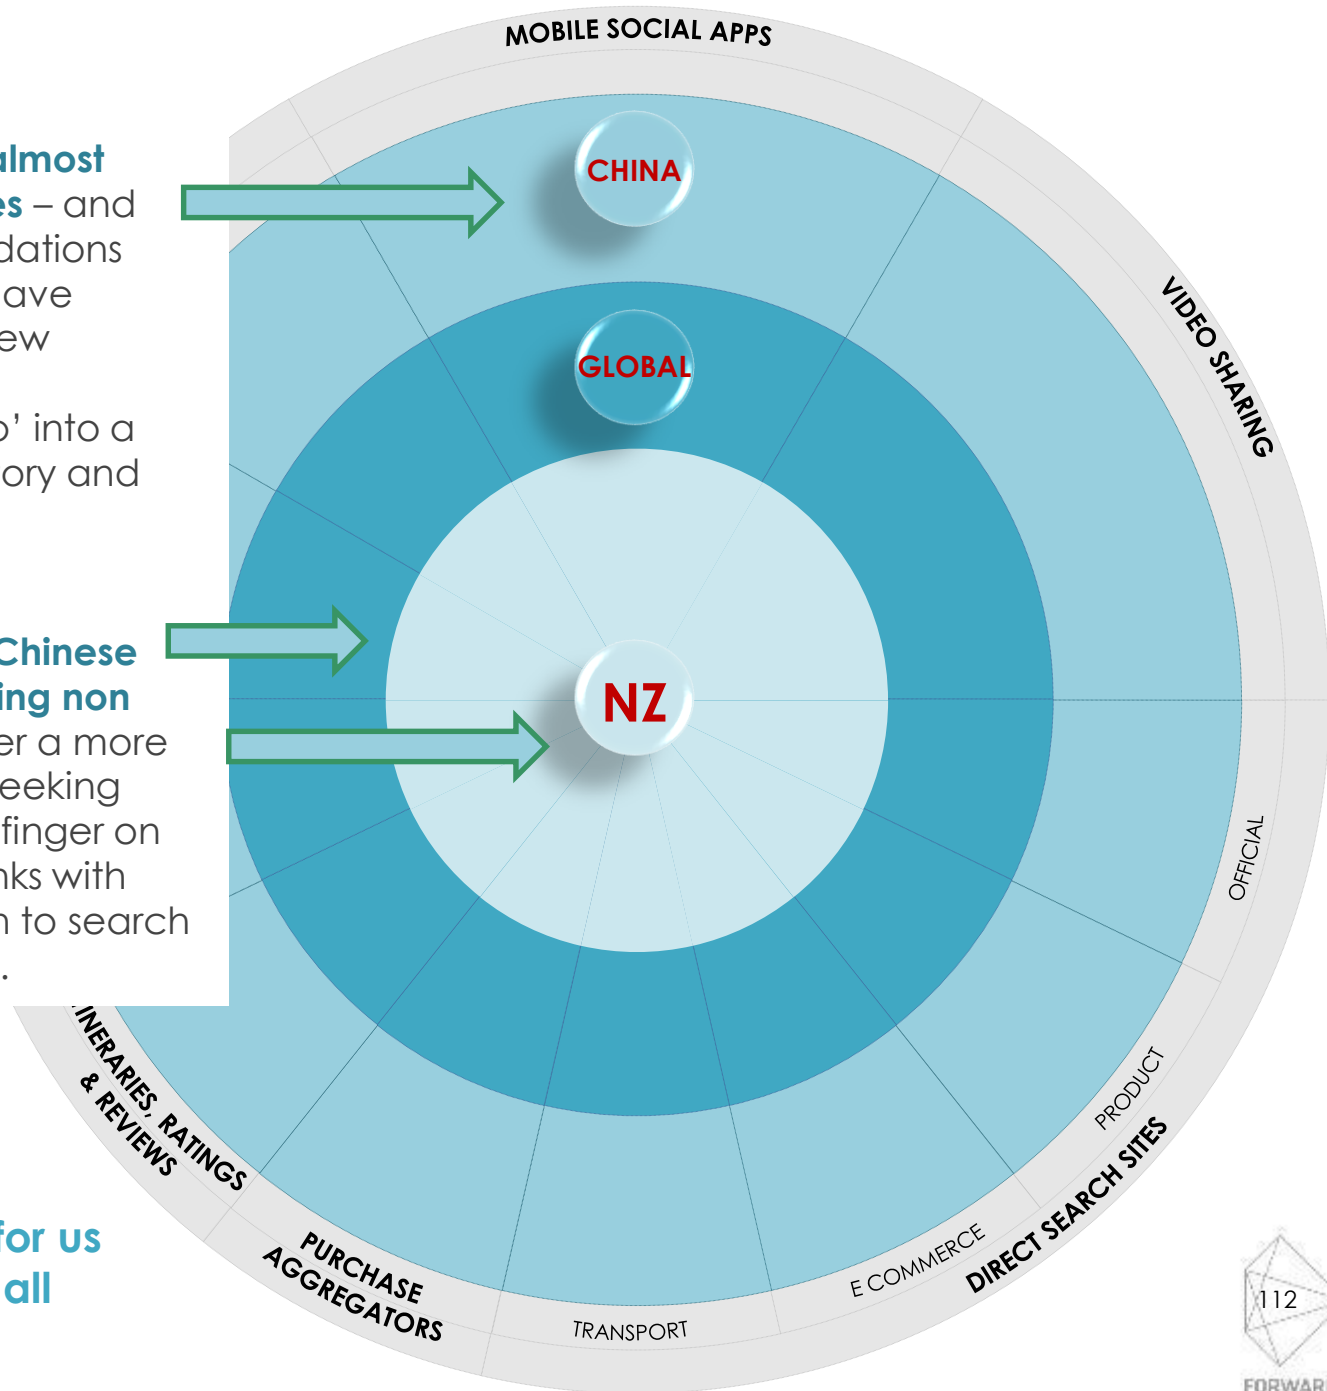 MOBILE SOCIAL APPS
almost
es – and
dations
ave
ew
o' into a
ory and
Chinese
ing non
er a more
eeking
finger on
nks with
n to search
.
for us
all
CHINA
GLOBAL
NZ
VIDEO SHARING
OFFICIAL
PRODUCT
DIRECT SEARCH SITES
E COMMERCE
TRANSPORT
PURCHASE
AGGREGATORS
INERARIES, RATINGS
& REVIEWS
112
FORWAR